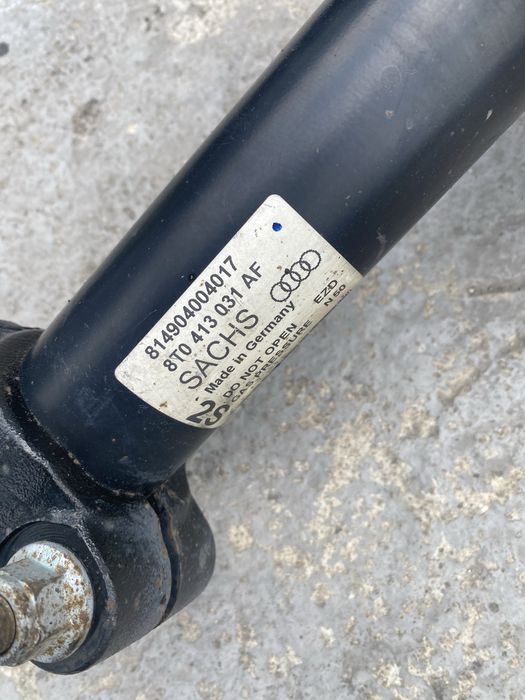 814904004017
8T0 413 031 AF
SACHS
Made in Germany
DO NOT OPEN
GAS-PRESSURE
EZD
N 50